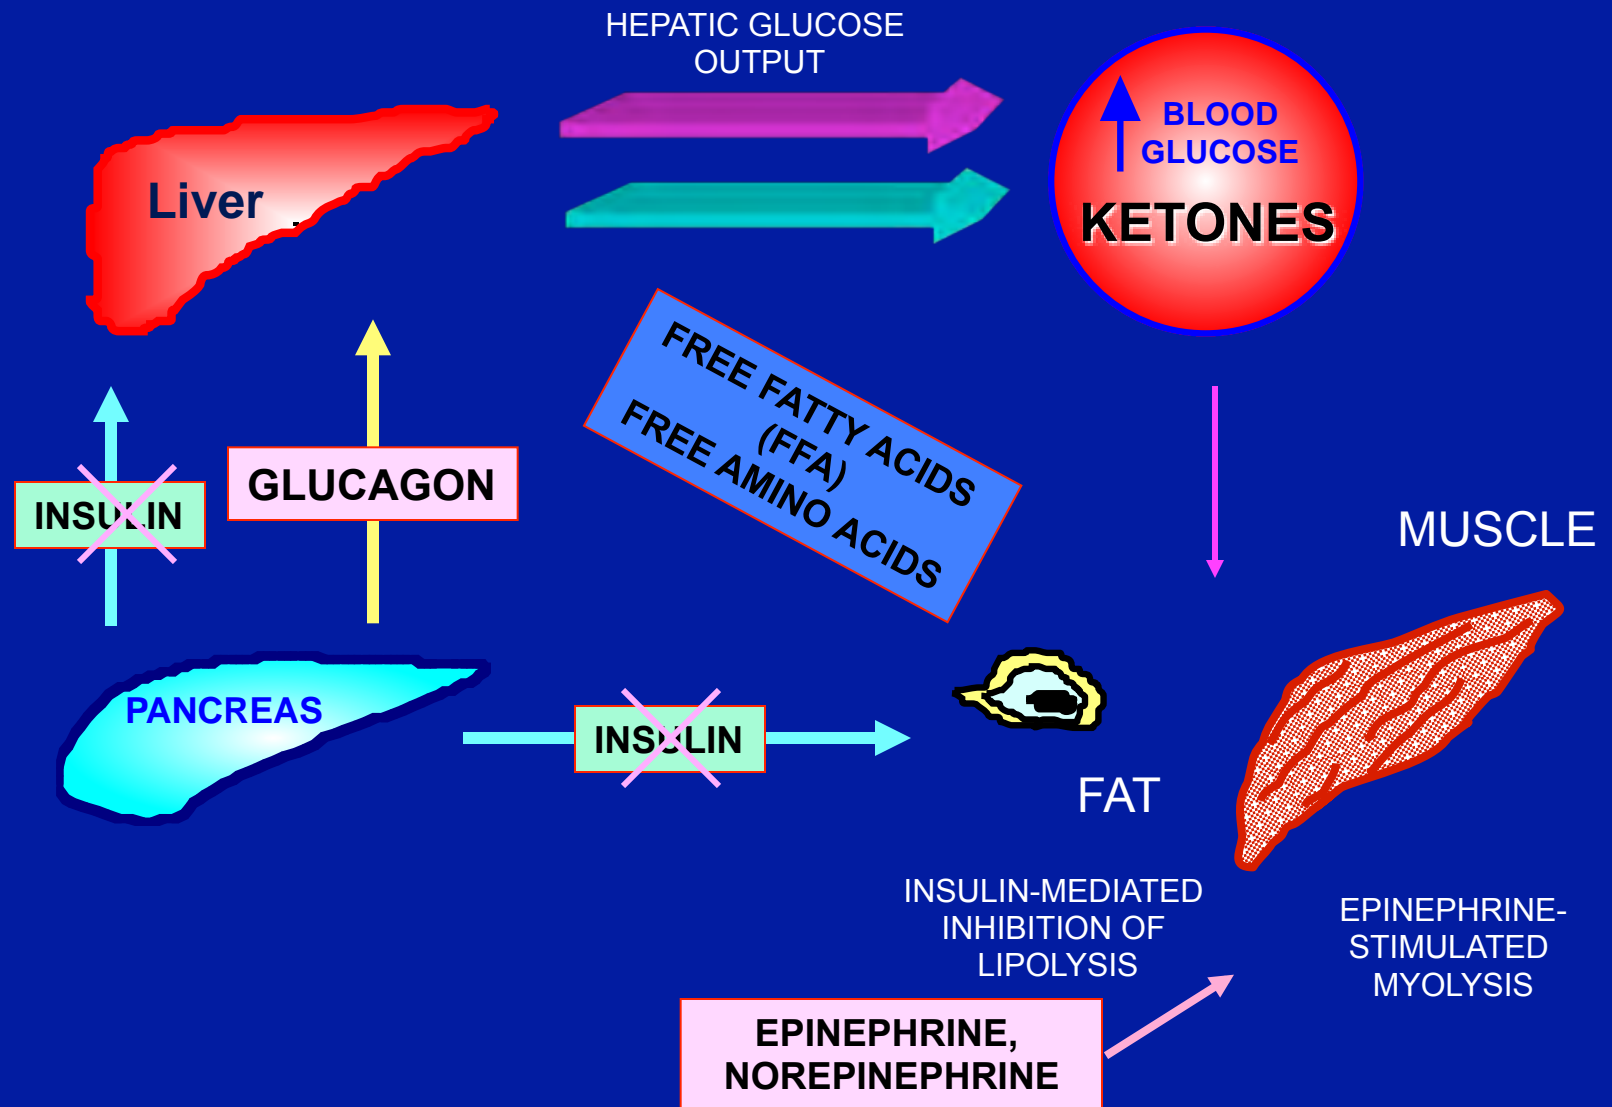 HEPATIC GLUCOSE
OUTPUT
BLOOD
GLUCOSE
KETONES
Liver
FREE FATTY ACIDS
(FFA)
FREE AMINO ACIDS
GLUCAGON
INSULIN
MUSCLE
PANCREAS
INSULIN
FAT
INSULIN-MEDIATED
INHIBITION OF
LIPOLYSIS
EPINEPHRINE-
STIMULATED
MYOLYSIS
EPINEPHRINE,
NOREPINEPHRINE